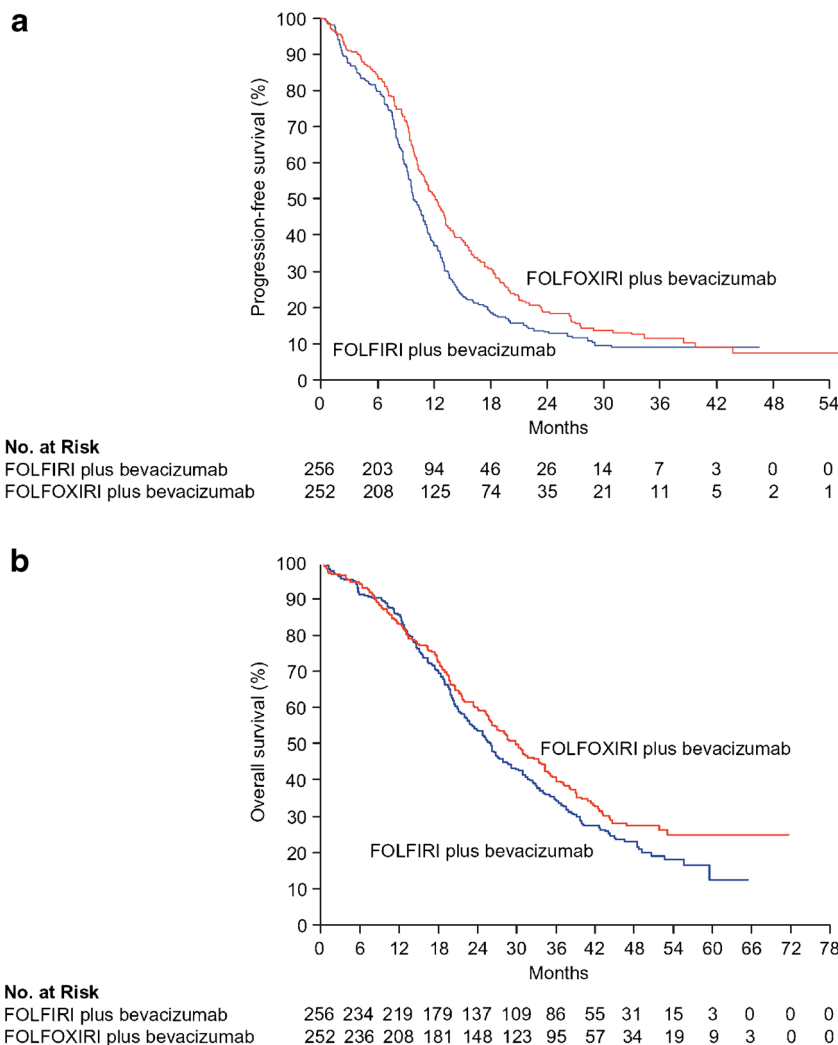 a
100
90
80
70
60
50
40
30
20
10
0
Progression-free survival (%)
FOLFOXIRI plus bevacizumab
FOLFIRI plus bevacizumab
0 6 12 18 24 30 36 42 48 54
Months
No. at Risk
FOLFIRI plus bevacizumab 256 203 94 46 26 14 7 3 0 0
FOLFOXIRI plus bevacizumab 252 208 125 74 35 21 11 5 2 1
b
100
90
80
70
60
50
40
30
20
10
0
Overall survival (%)
FOLFOXIRI plus bevacizumab
FOLFIRI plus bevacizumab
0 6 12 18 24 30 36 42 48 54 60 66 72 78
Months
No. at Risk
FOLFIRI plus bevacizumab 256 234 219 179 137 109 86 55 31 15 3 0 0 0
FOLFOXIRI plus bevacizumab 252 236 208 181 148 123 95 57 34 19 9 3 0 0